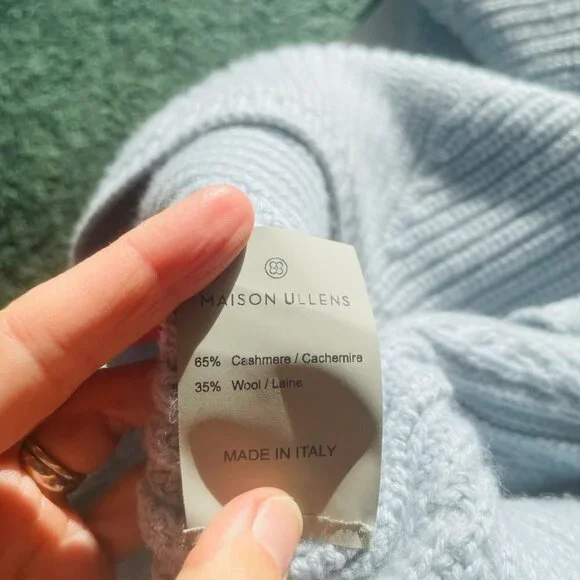 MAISON ULLENS
65% Cashmere / Cachemire
35% Wool / Laine
MADE IN ITALY